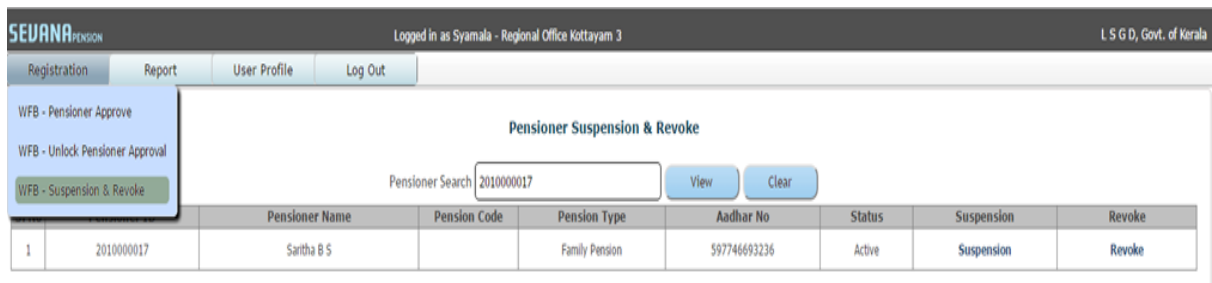 SEVANA PENSION Logged in as Syamala - Regional Office Kottayam 3 L S G D, Govt. of Kerala
Registration Report User Profile Log Out
WFB - Pensioner Approve
Pensioner Suspension & Revoke
WFB - Unlock Pensioner Approval
WFB - Suspension & Revoke
Pensioner Search 2010000017 View Clear
Pensioner Name Pension Code Pension Type Aadhar No Status Suspension Revoke
1 2010000017 Saritha B S Family Pension 597746693236 Active Suspension Revoke